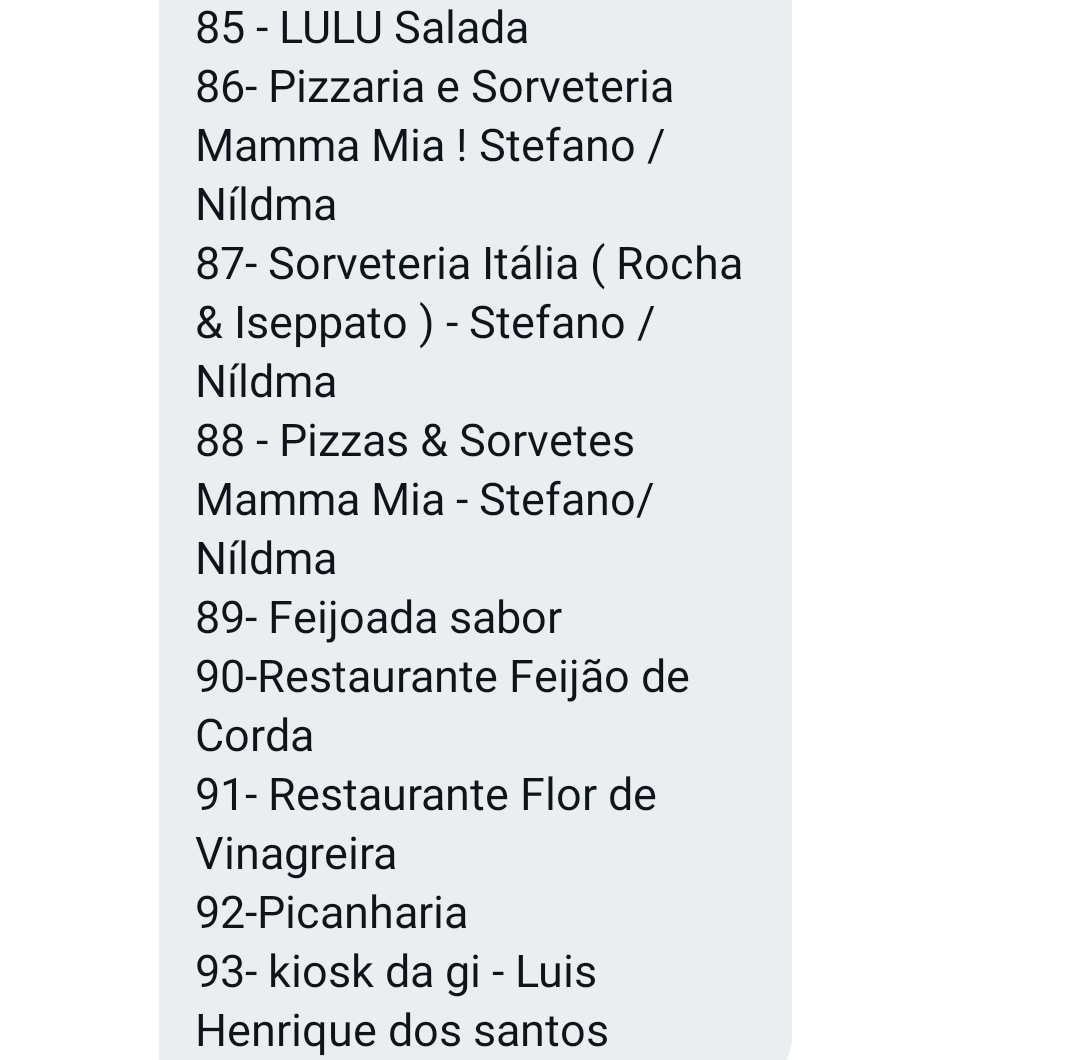 85 - LULU Salada
86- Pizzaria e Sorveteria
Mamma Mia ! Stefano /
Níldma
87- Sorveteria Itália ( Rocha
& Iseppato ) - Stefano /
Níldma
88 - Pizzas & Sorvetes
Mamma Mia - Stefano/
Níldma
89- Feijoada sabor
90-Restaurante Feijão de
Corda
91- Restaurante Flor de
Vinagreira
92-Picanharia
93- kiosk da gi - Luis
Henrique dos santos